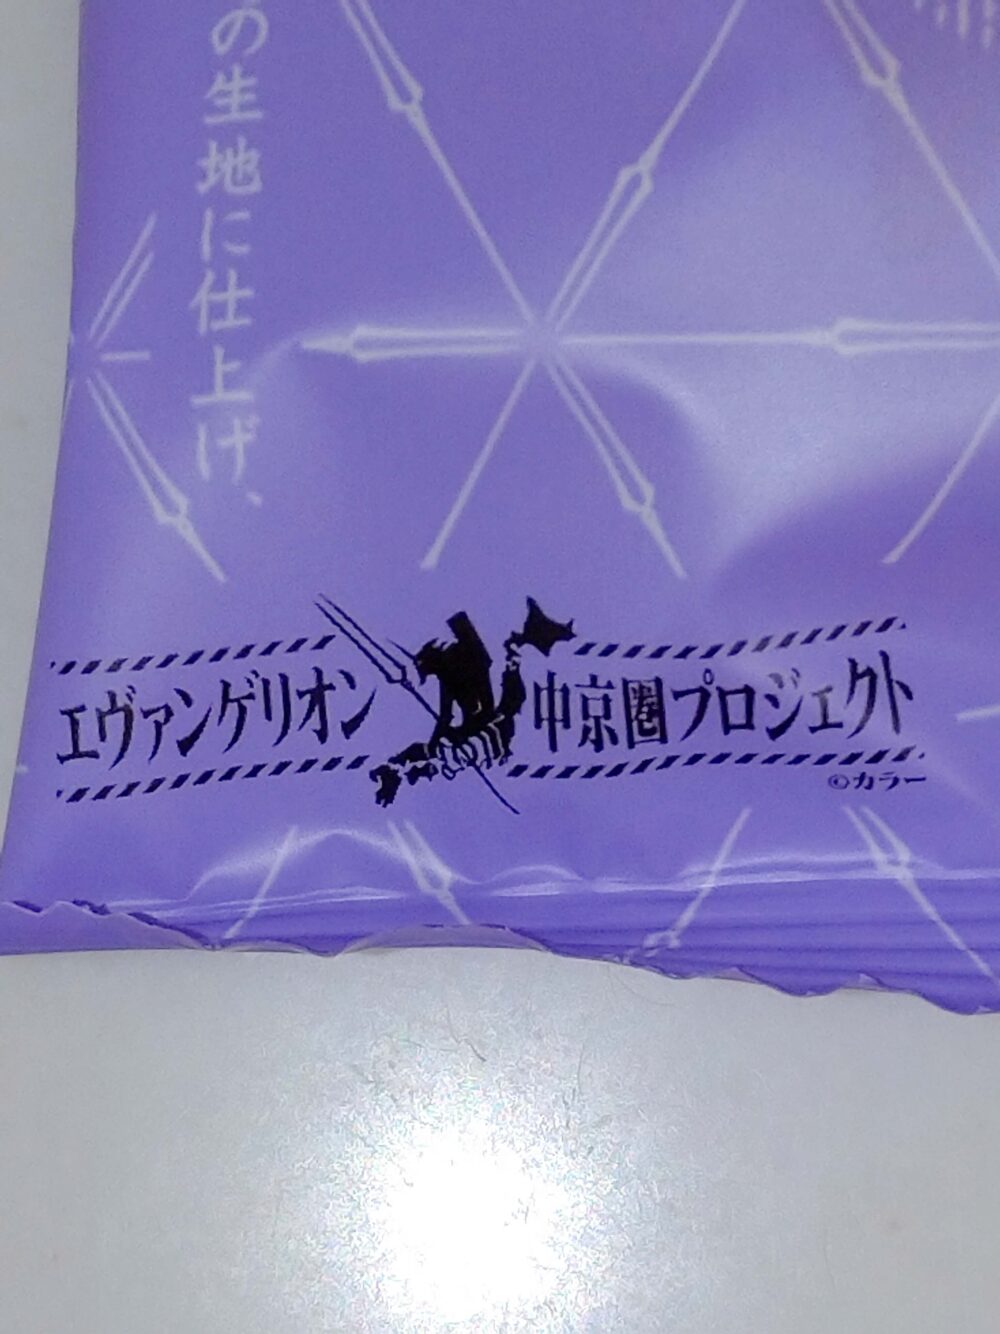 の生地に仕上げ、
エヴァンゲリオン 中京圏プロジェクト
©カラー